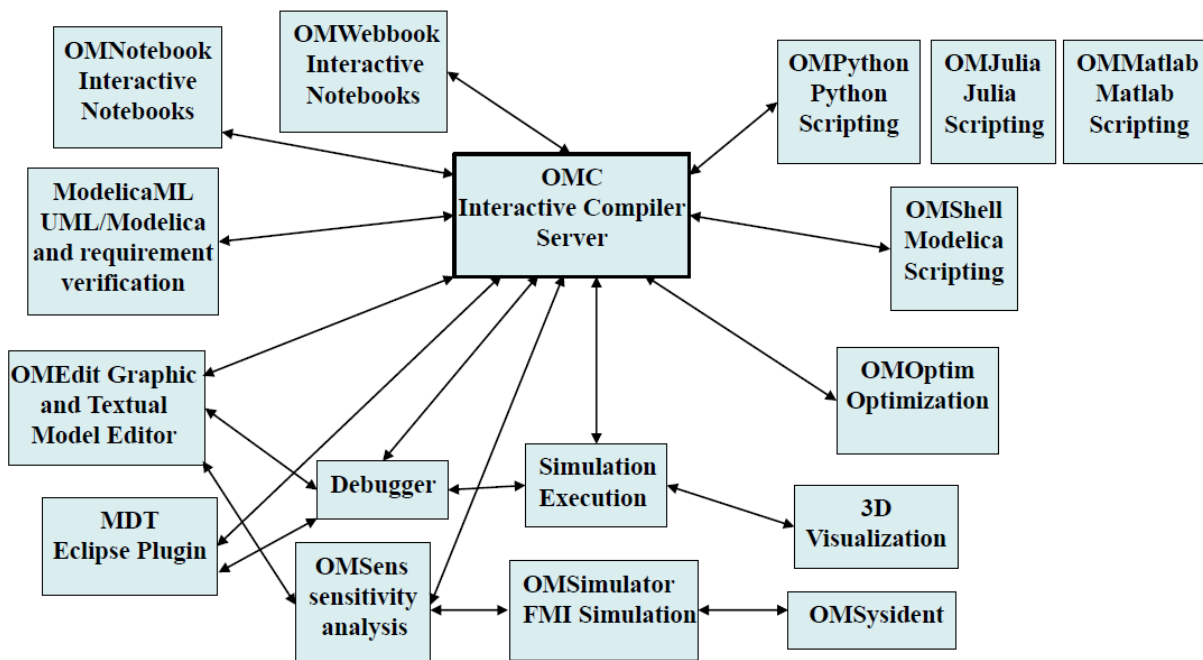 OMNotebook
Interactive
Notebooks
OMWebbook
Interactive
Notebooks
OMPython
Python
Scripting
OMJulia
Julia
Scripting
OMMatlab
Matlab
Scripting
OMC
Interactive Compiler
Server
ModelicaML
UML/Modelica
and requirement
verification
OMShell
Modelica
Scripting
OMEdit Graphic
and Textual
Model Editor
OMOptim
Optimization
Debugger
Simulation
Execution
MDT
Eclipse Plugin
3D
Visualization
OMSens
sensitivity
analysis
OMSimulator
FMI Simulation
OMSysident